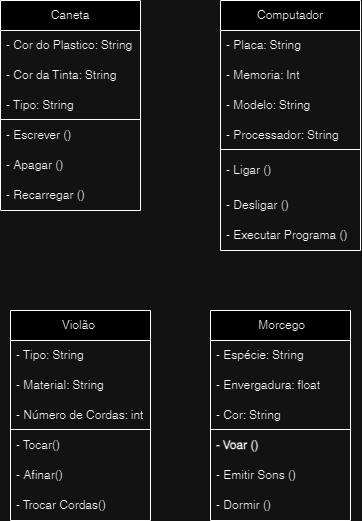 Caneta
- Cor do Plastico: String
- Cor da Tinta: String
- Tipo: String
- Escrever ()
- Apagar ()
- Recarregar ()
Computador
- Placa: String
- Memoria: Int
- Modelo: String
- Processador: String
- Ligar ()
- Desligar ()
- Executar Programa ()
Violão
- Tipo: String
- Material: String
- Número de Cordas: int
- Tocar()
- Afinar()
- Trocar Cordas()
Morcego
- Espécie: String
- Envergadura: float
- Cor: String
- Voar ()
- Emitir Sons ()
- Dormir ()